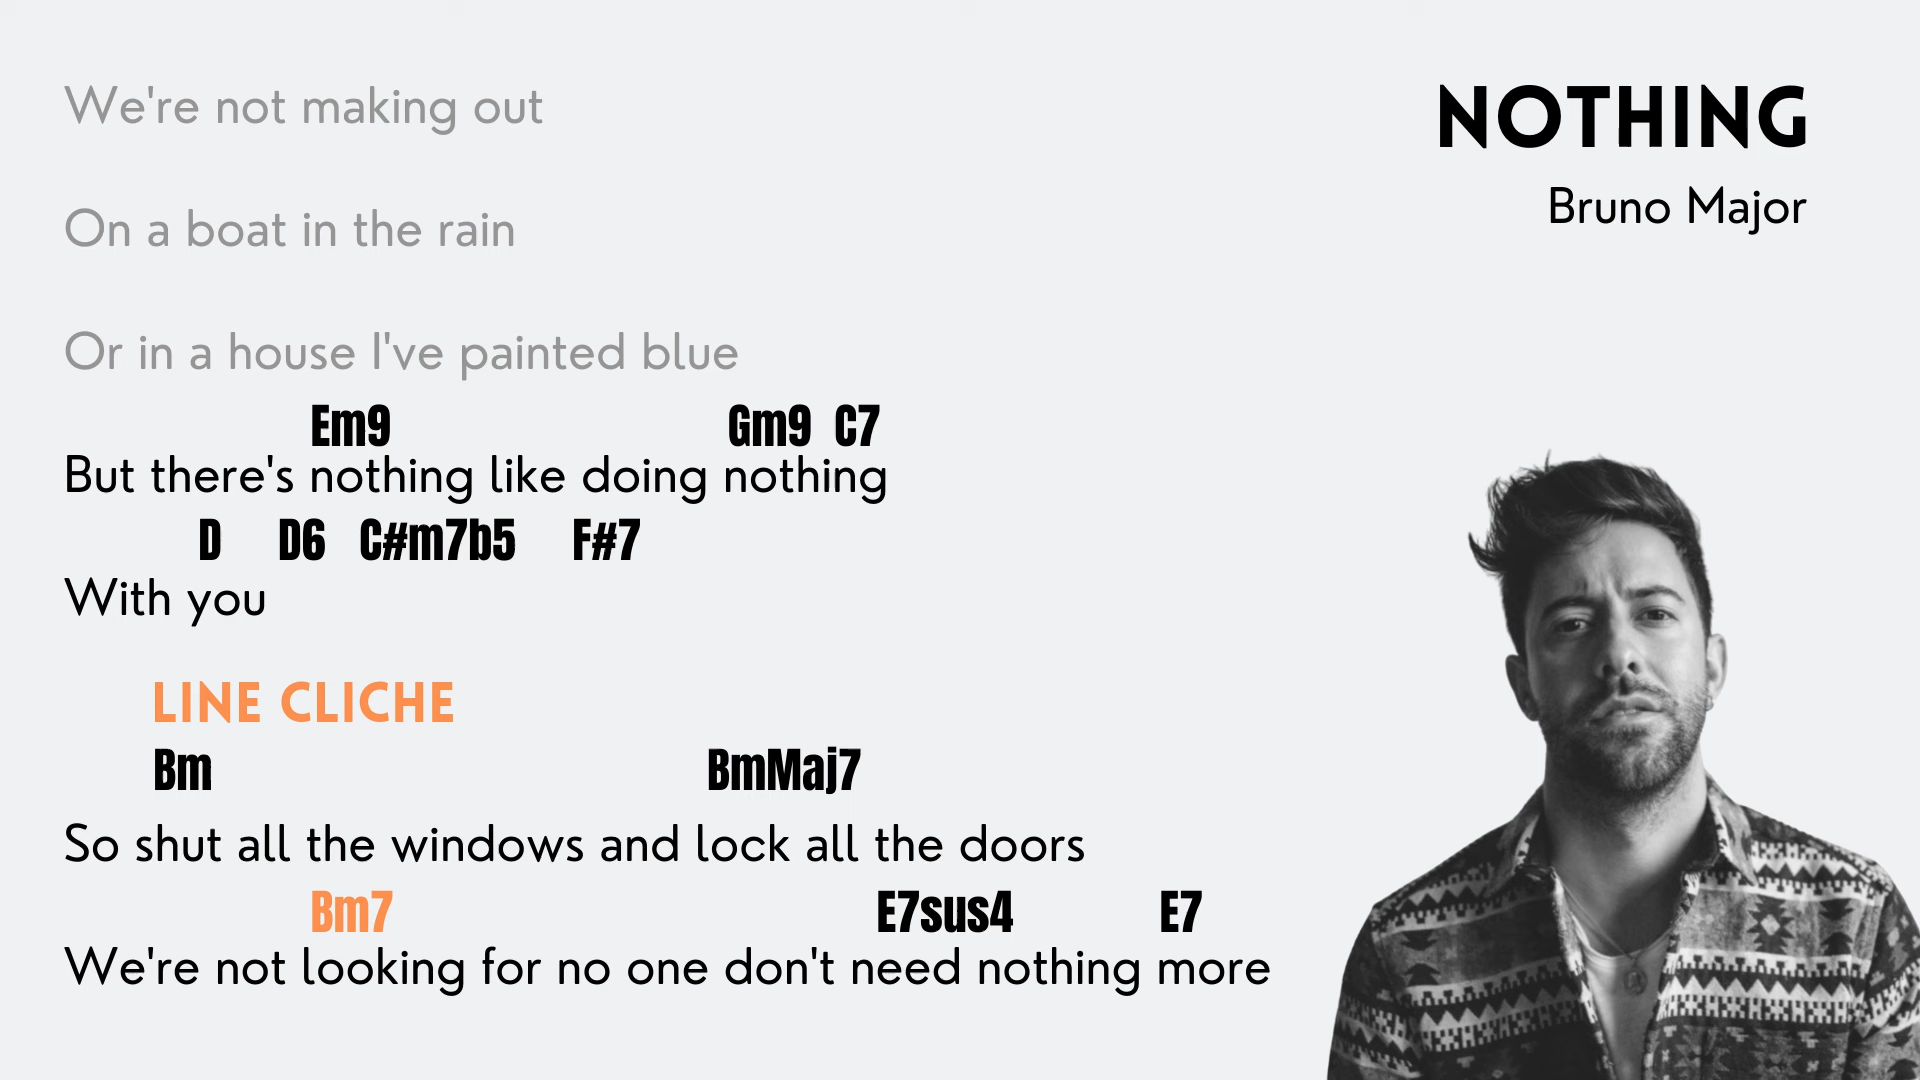 We're not making out
On a boat in the rain
Or in a house I've painted blue
Em9 Gm9 C7
But there's nothing like doing nothing
D D6 C#m7b5 F#7
With you
LINE CLICHE
Bm BmMaj7
So shut all the windows and lock all the doors
Bm7 E7sus4 E7
We're not looking for no one don't need nothing more
NOTHING
Bruno Major